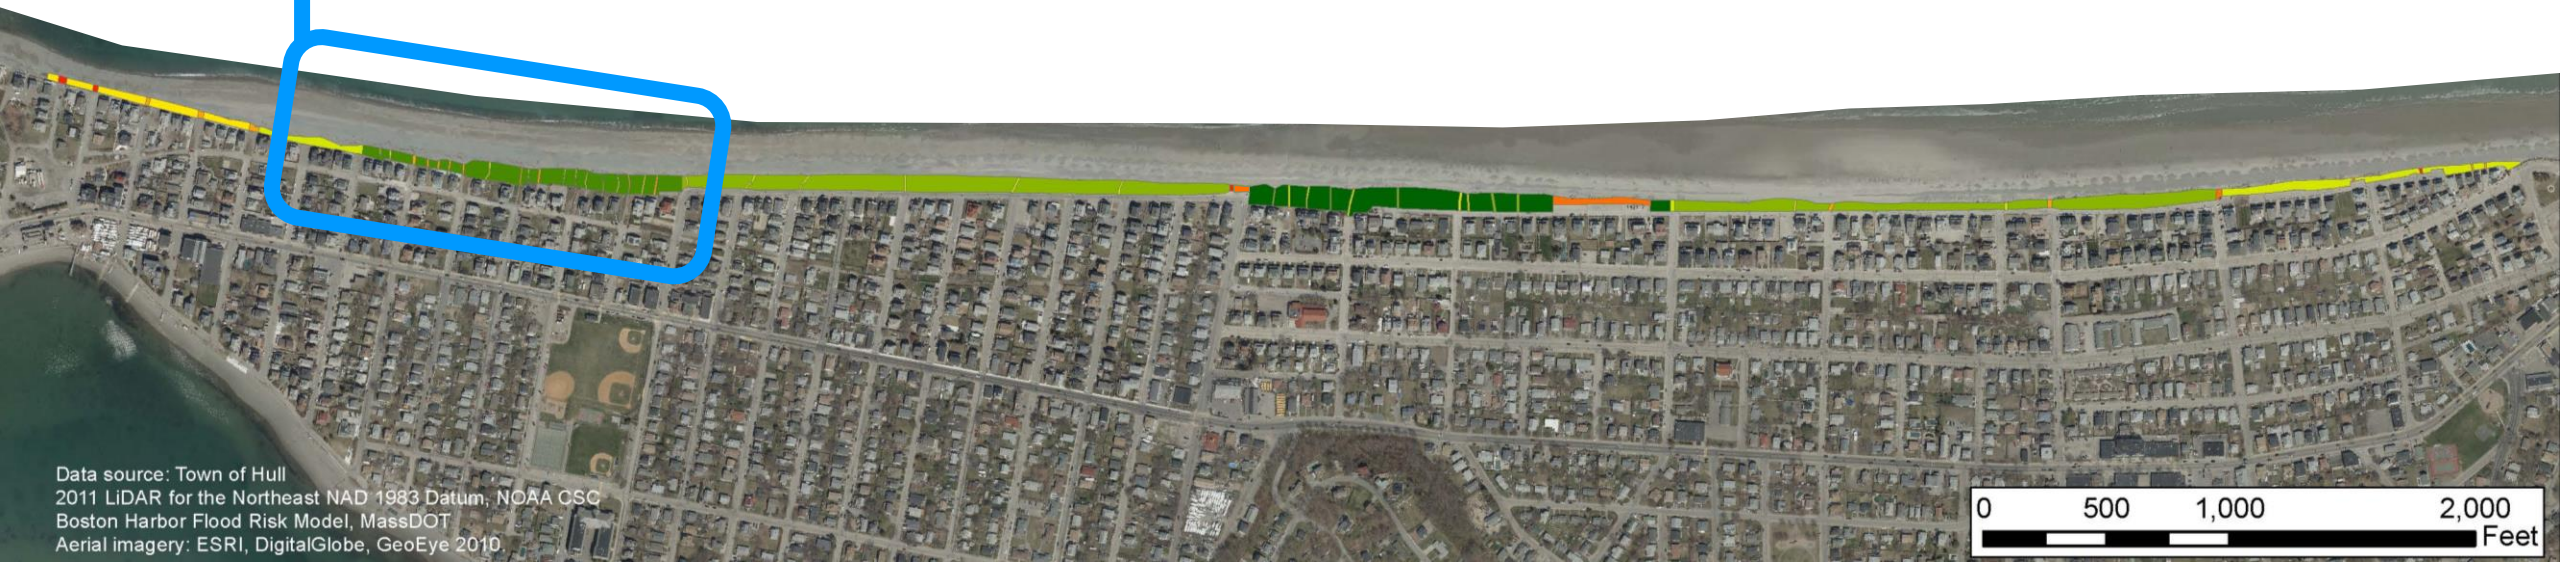 Data source: Town of Hull
2011 LiDAR for the Northeast NAD 1983 Datum, NOAA CSC
Boston Harbor Flood Risk Model, MassDOT
Aerial imagery: ESRI, DigitalGlobe, GeoEye 2010
0 500 1,000 2,000
Feet